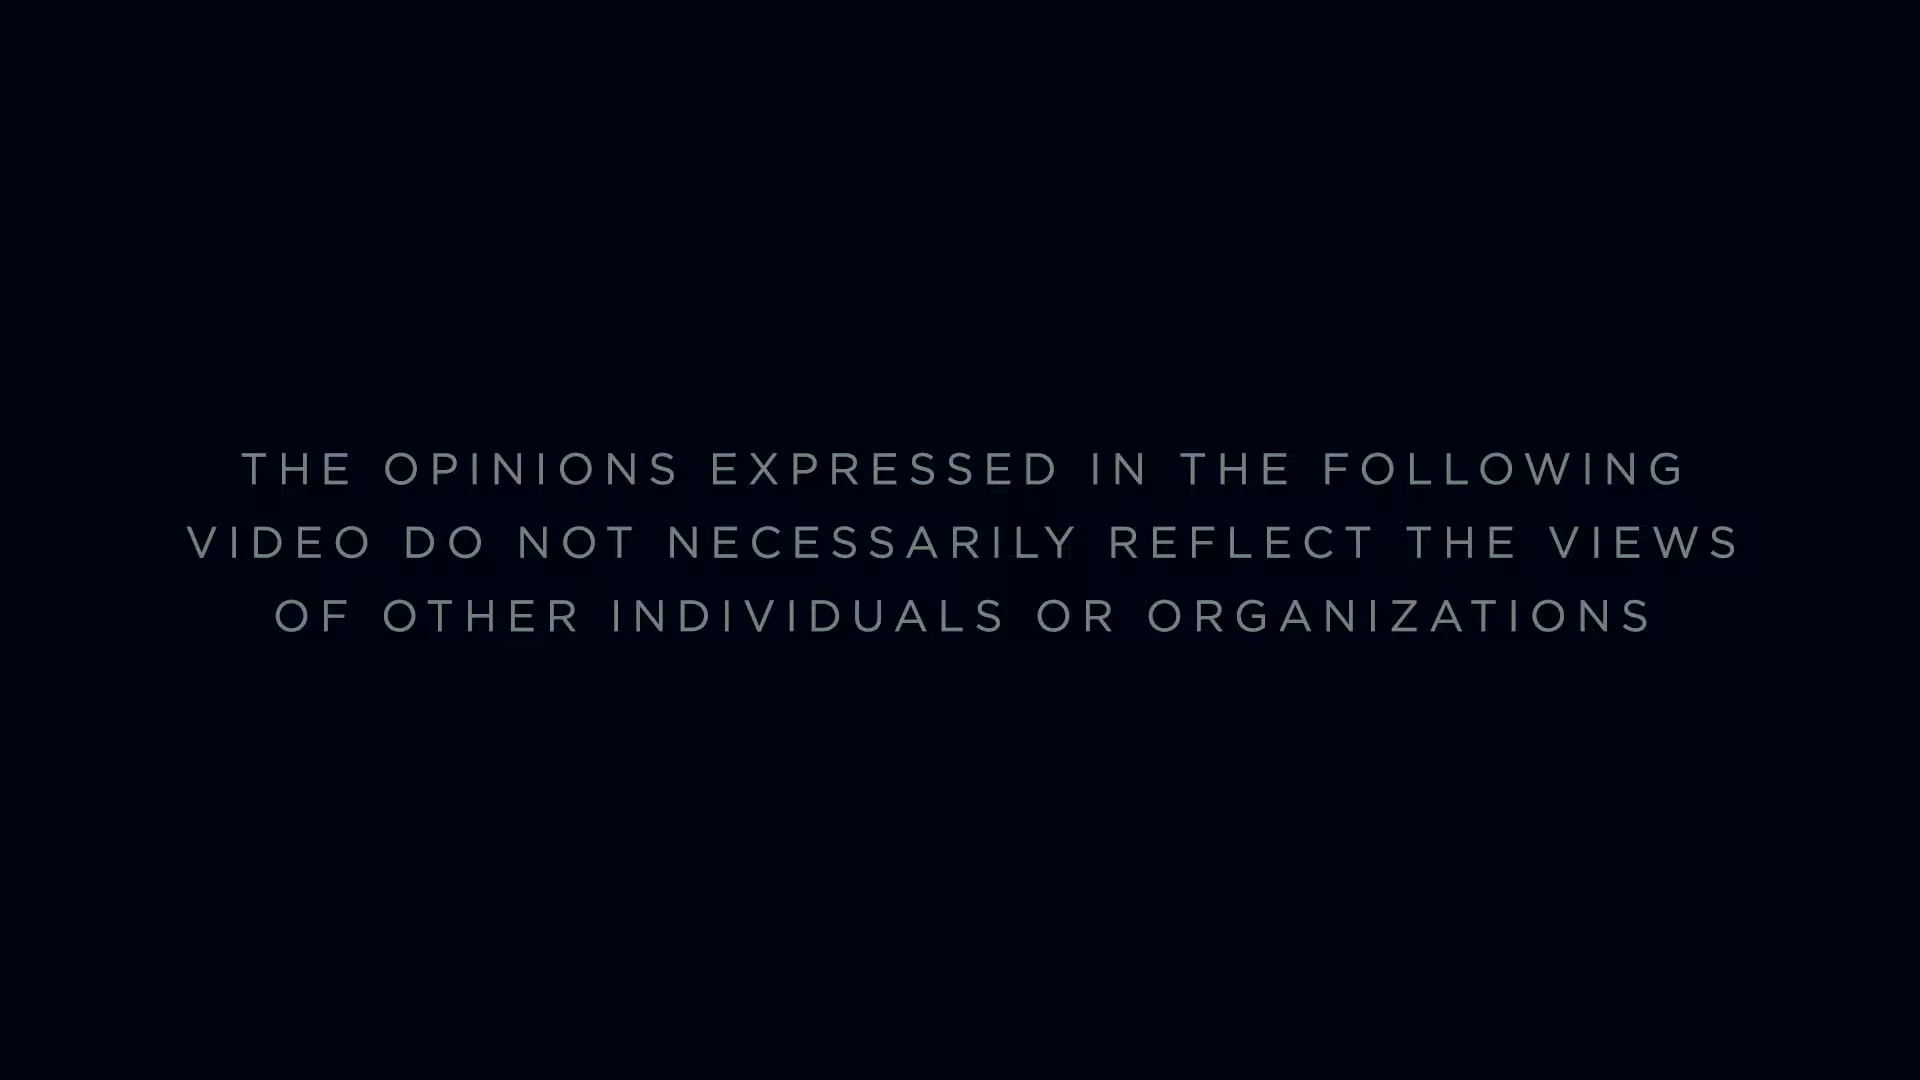 THE OPINIONS EXPRESSED IN THE FOLLOWING
VIDEO DO NOT NECESSARILY REFLECT THE VIEWS
OF OTHER INDIVIDUALS OR ORGANIZATIONS